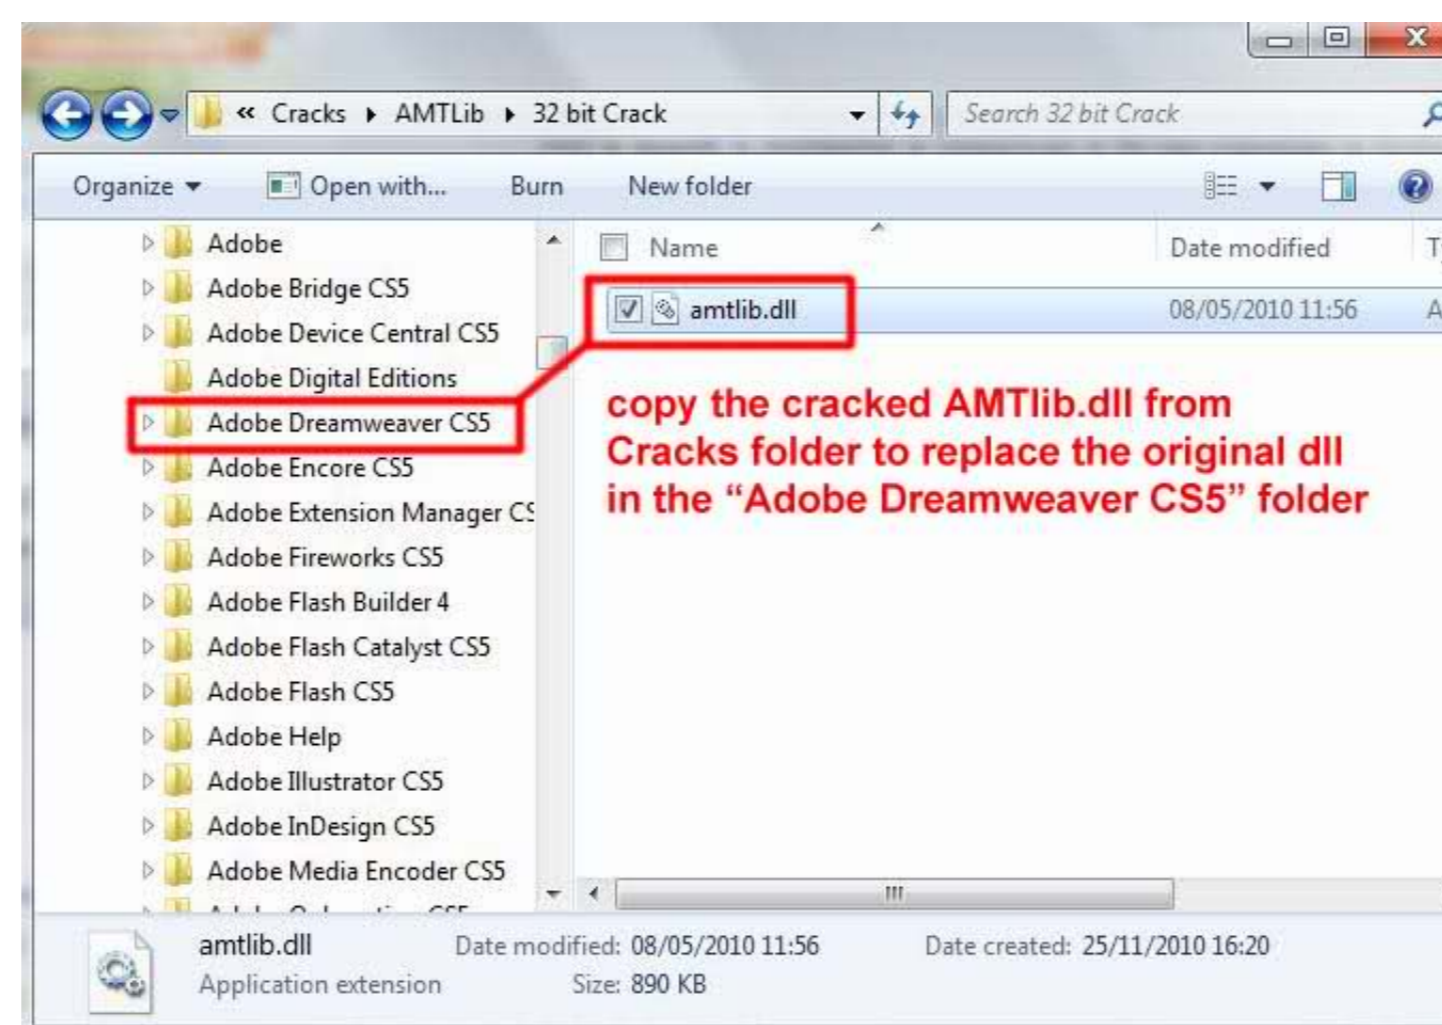 « Cracks ▸ AMTLib ▸ 32 bit Crack
Search 32 bit Crack
Organize Open with... Burn New folder
Adobe
Adobe Bridge CS5
Adobe Device Central CS5
Adobe Digital Editions
Adobe Dreamweaver CS5
Adobe Encore CS5
Adobe Extension Manager CS
Adobe Fireworks CS5
Adobe Flash Builder 4
Adobe Flash Catalyst CS5
Adobe Flash CS5
Adobe Help
Adobe Illustrator CS5
Adobe InDesign CS5
Adobe Media Encoder CS5
Name Date modified
amtlib.dll 08/05/2010 11:56 A
copy the cracked AMTlib.dll from
Cracks folder to replace the original dll
in the “Adobe Dreamweaver CS5” folder
amtlib.dll Date modified: 08/05/2010 11:56 Date created: 25/11/2010 16:20
Application extension Size: 890 KB